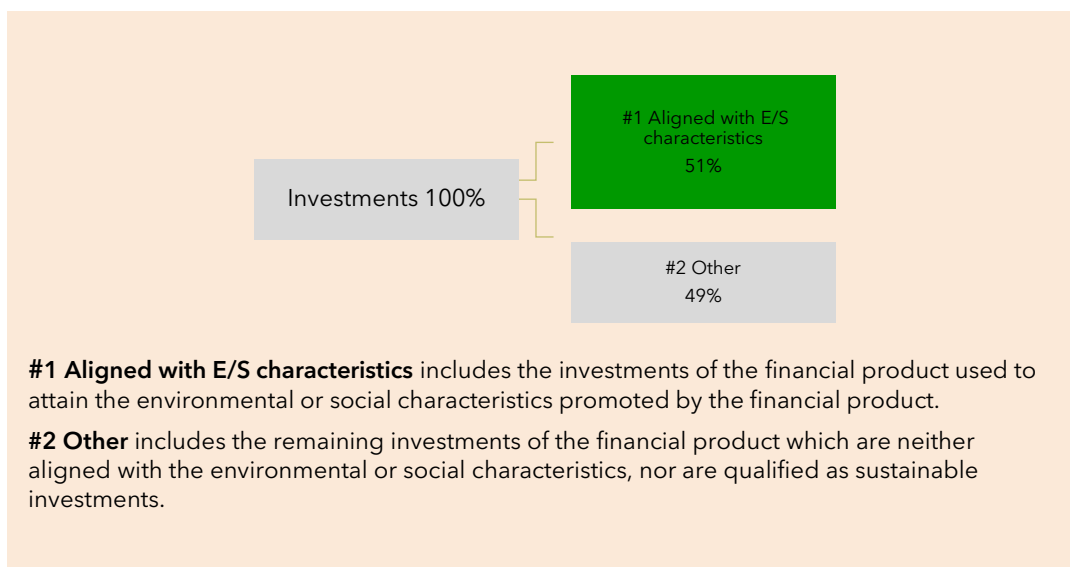 #1 Aligned with E/S
characteristics
51%
Investments 100%
#2 Other
49%
#1 Aligned with E/S characteristics includes the investments of the financial product used to
attain the environmental or social characteristics promoted by the financial product.
#2 Other includes the remaining investments of the financial product which are neither
aligned with the environmental or social characteristics, nor are qualified as sustainable
investments.